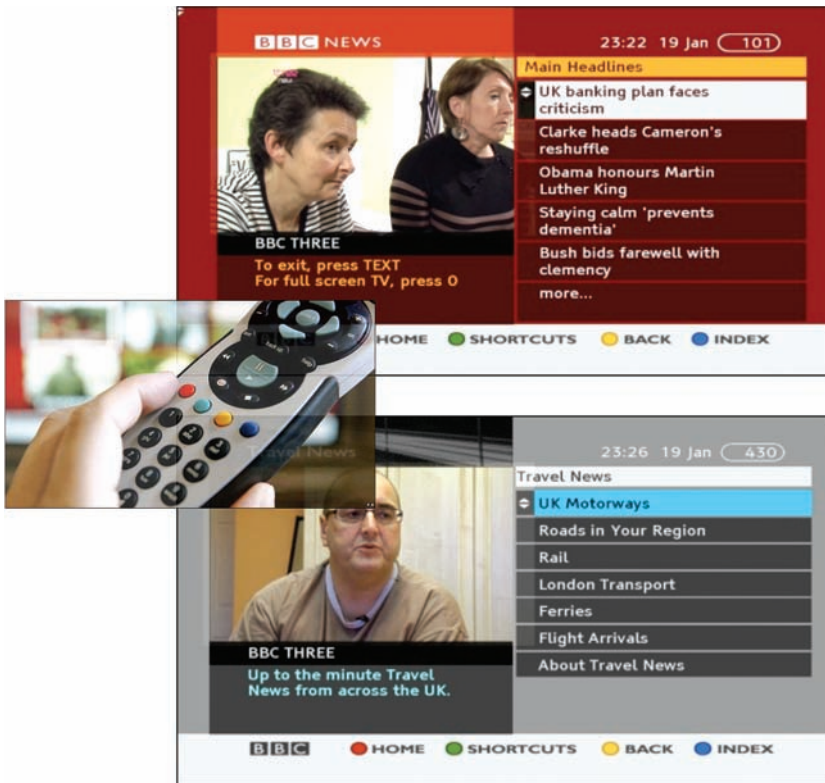 BBC NEWS
23:22 19 Jan 101
Main Headlines
UK banking plan faces
criticism
Clarke heads Cameron's
reshuffle
Obama honours Martin
Luther King
Staying calm 'prevents
dementia'
Bush bids farewell with
clemency
more...
BBC THREE
To exit, press TEXT
For full screen TV, press 0
HOME SHORTCUTS BACK INDEX
Travel News
23:26 19 Jan 430
Travel News
UK Motorways
Roads in Your Region
Rail
London Transport
Ferries
Flight Arrivals
About Travel News
BBC THREE
Up to the minute Travel
News from across the UK.
BBC HOME SHORTCUTS BACK INDEX